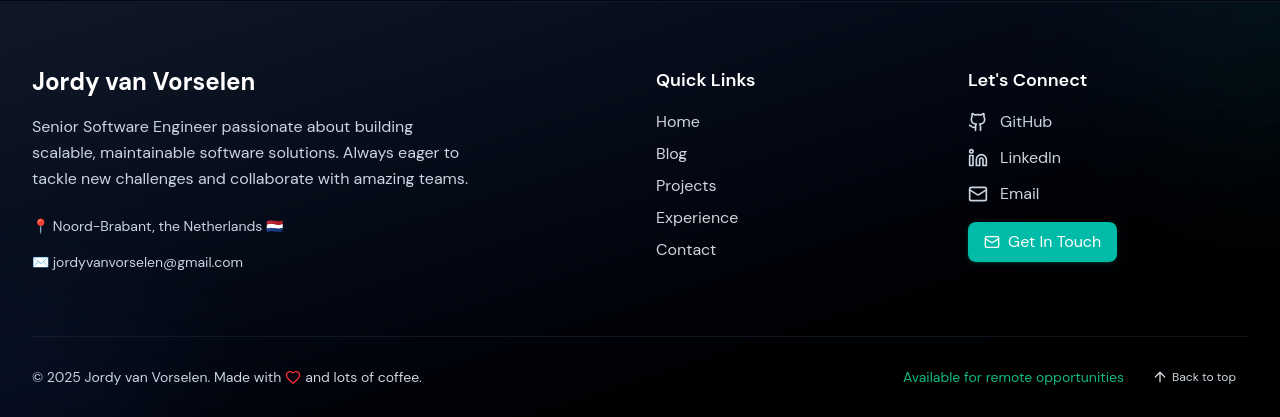 Jordy van Vorselen
Senior Software Engineer passionate about building
scalable, maintainable software solutions. Always eager to
tackle new challenges and collaborate with amazing teams.
📍 Noord-Brabant, the Netherlands 🇳🇱
✉️ jordyvanvorselen@gmail.com
Quick Links
Home
Blog
Projects
Experience
Contact
Let's Connect
GitHub
LinkedIn
Email
Get In Touch
© 2025 Jordy van Vorselen. Made with ♡ and lots of coffee.
Available for remote opportunities
↑ Back to top